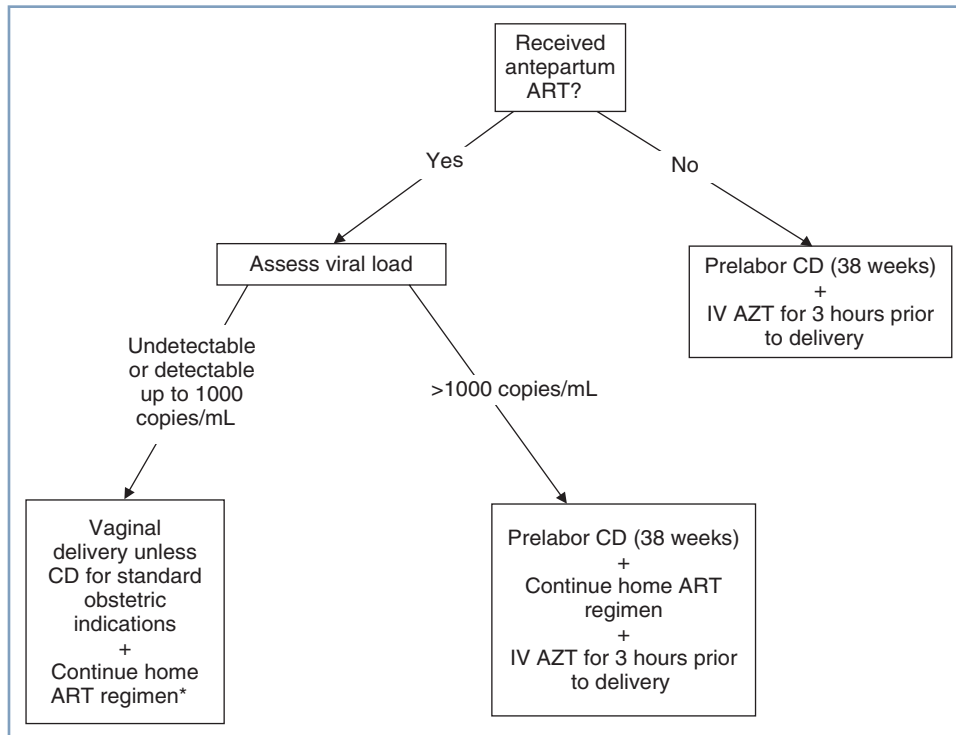 Received
antepartum
ART?
Yes
No
Assess viral load
Prelabor CD (38 weeks)
+
IV AZT for 3 hours prior
to delivery
Undetectable
or detectable
up to 1000
copies/mL
>1000 copies/mL
Vaginal
delivery unless
CD for standard
obstetric
indications
+
Continue home
ART regimen*
Prelabor CD (38 weeks)
+
Continue home ART
regimen
+
IV AZT for 3 hours prior
to delivery